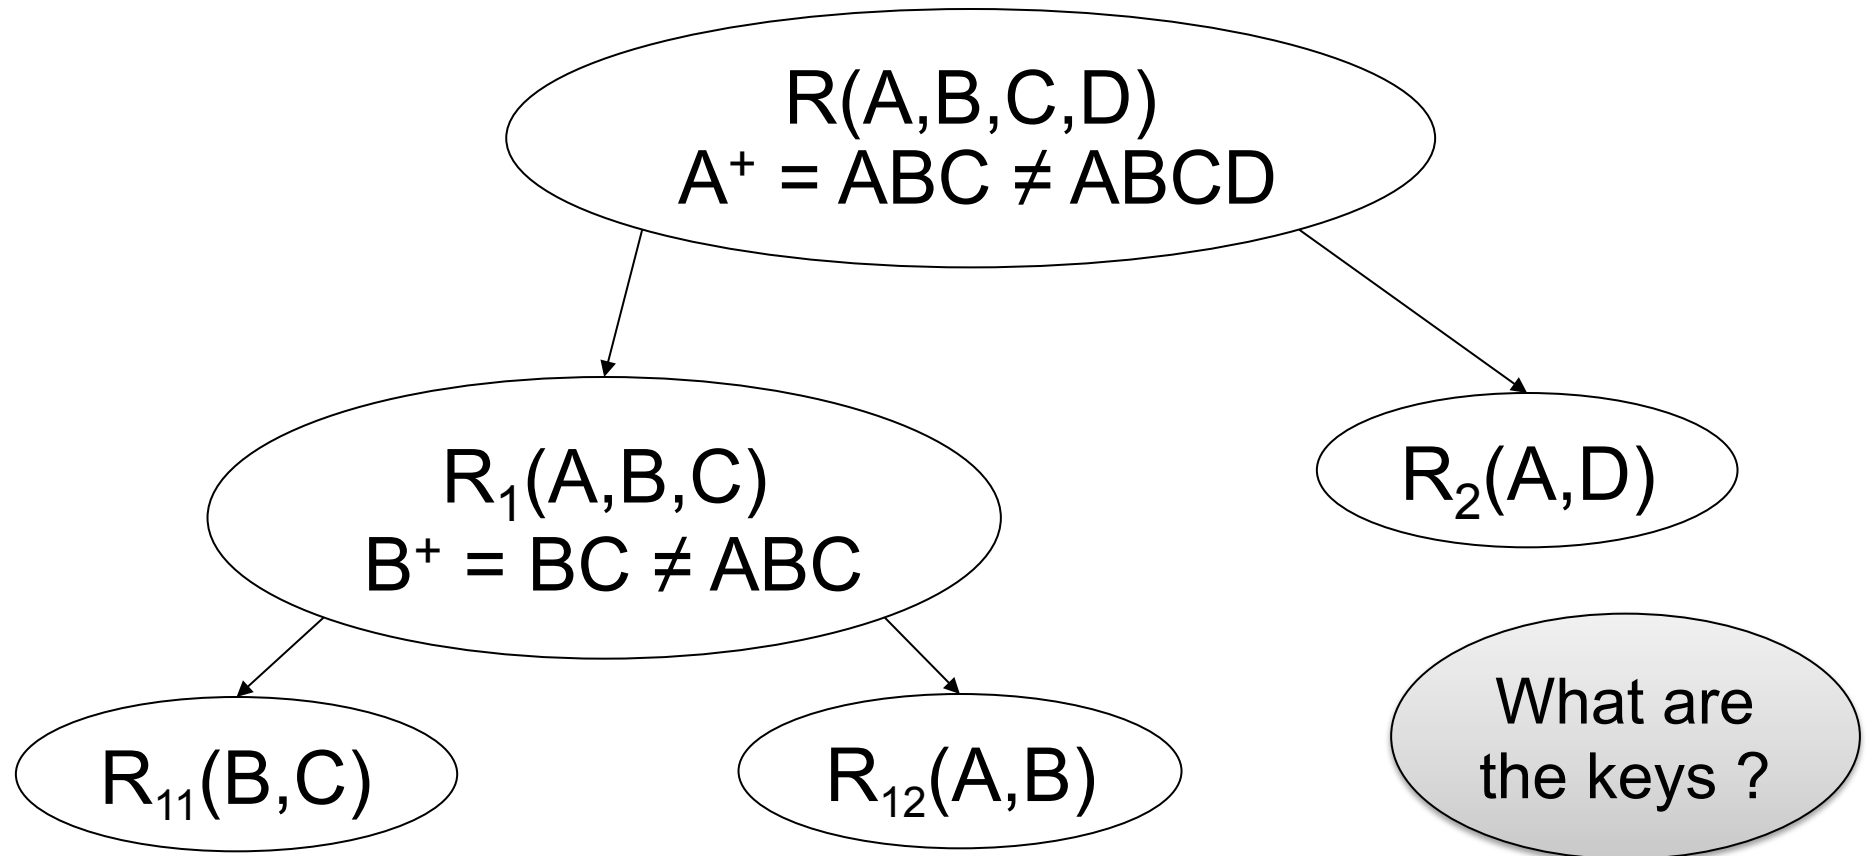 R(A,B,C,D)
A⁺ = ABC ≠ ABCD
R₁(A,B,C)
B⁺ = BC ≠ ABC
R₂(A,D)
R₁₁(B,C)
R₁₂(A,B)
What are
the keys ?